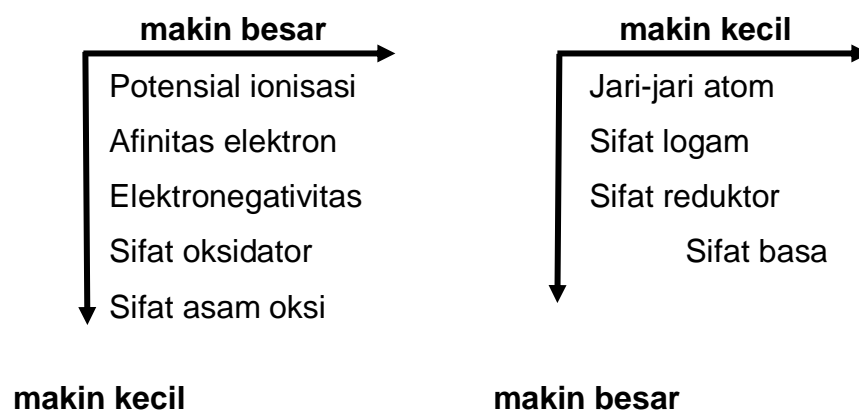 makin besar
Potensial ionisasi
Afinitas elektron
Elektronegativitas
Sifat oksidator
Sifat asam oksi
makin kecil
makin kecil
Jari-jari atom
Sifat logam
Sifat reduktor
Sifat basa
makin besar